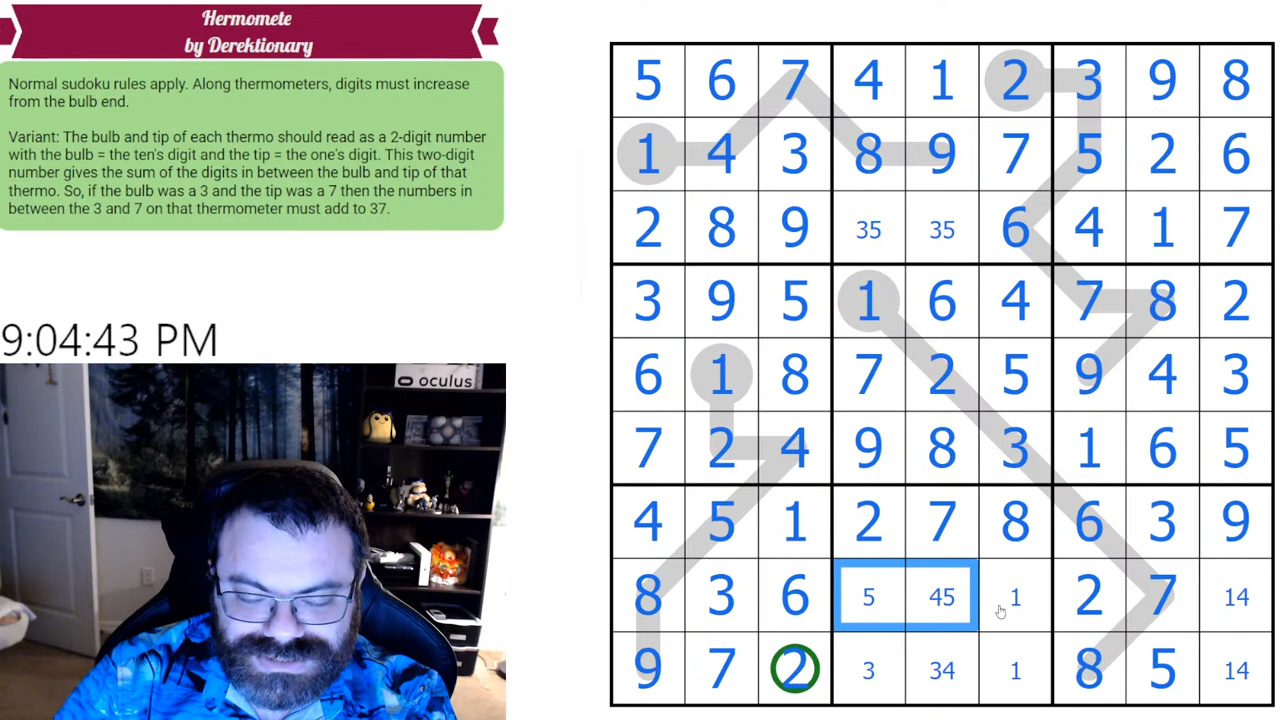 Hermomete
by Derektionary
Normal sudoku rules apply. Along thermometers, digits must increase
from the bulb end.
Variant: The bulb and tip of each thermo should read as a 2-digit number
with the bulb = the ten's digit and the tip = the one's digit. This two-digit
number gives the sum of the digits in between the bulb and tip of that
thermo. So, if the bulb was a 3 and the tip was a 7 then the numbers in
between the 3 and 7 on that thermometer must add to 37.
9:04:43 PM
oculus
5 6 7 4 1 2 3 9 8
1 4 3 8 9 7 5 2 6
2 8 9 35 35 6 4 1 7
3 9 5 1 6 4 7 8 2
6 1 8 7 2 5 9 4 3
7 2 4 9 8 3 1 6 5
4 5 1 2 7 8 6 3 9
8 3 6 5 45 1 2 7 14
9 7 2 3 34 1 8 5 14